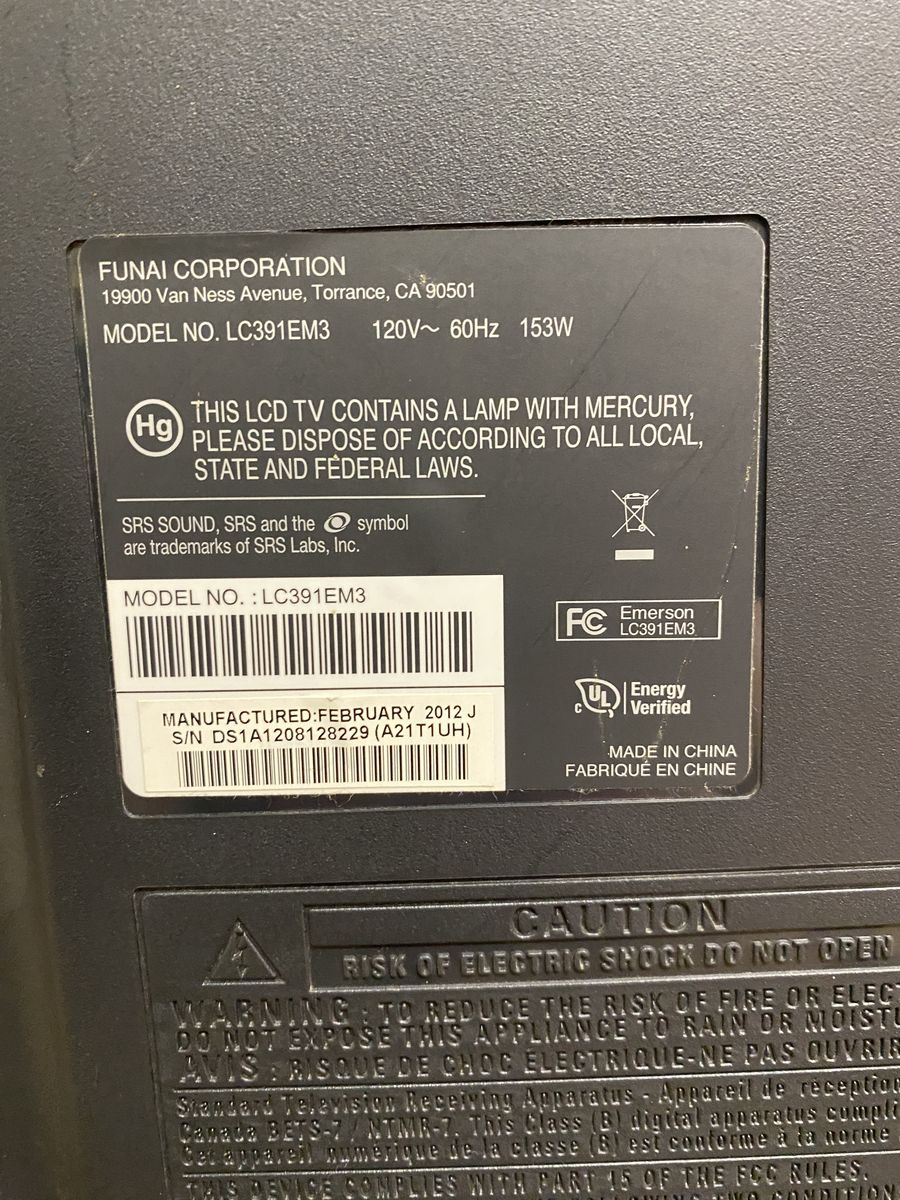 FUNAI CORPORATION
19900 Van Ness Avenue, Torrance, CA 90501
MODEL NO. LC391EM3 120V~ 60Hz 153W
Hg
THIS LCD TV CONTAINS A LAMP WITH MERCURY,
PLEASE DISPOSE OF ACCORDING TO ALL LOCAL,
STATE AND FEDERAL LAWS.
SRS SOUND, SRS and the symbol
are trademarks of SRS Labs, Inc.
MODEL NO. : LC391EM3
FC Emerson
LC391EM3
c UL Energy
Verified
MANUFACTURED:FEBRUARY 2012 J
S/N DS1A1208128229 (A21T1UH)
MADE IN CHINA
FABRIQUÉ EN CHINE
CAUTION
RISK OF ELECTRIC SHOCK DO NOT OPEN
WARNING : TO REDUCE THE RISK OF FIRE OR ELECT
DO NOT EXPOSE THIS APPLIANCE TO RAIN OR MOISTU
AVIS : RISQUE DE CHOC ELECTRIQUE-NE PAS OUVRIR
Standard Television Receiving Apparatus - Appareil de réception
Canada BETS-7 / NTMR-7. This Class (B) digital apparatus compli
Cet appareil numérique de la classe (B) est conforme à la norme
THIS DEVICE COMPLIES WITH PART 15 OF THE FCC RULES.
FOLLOWING TWO CONDITION